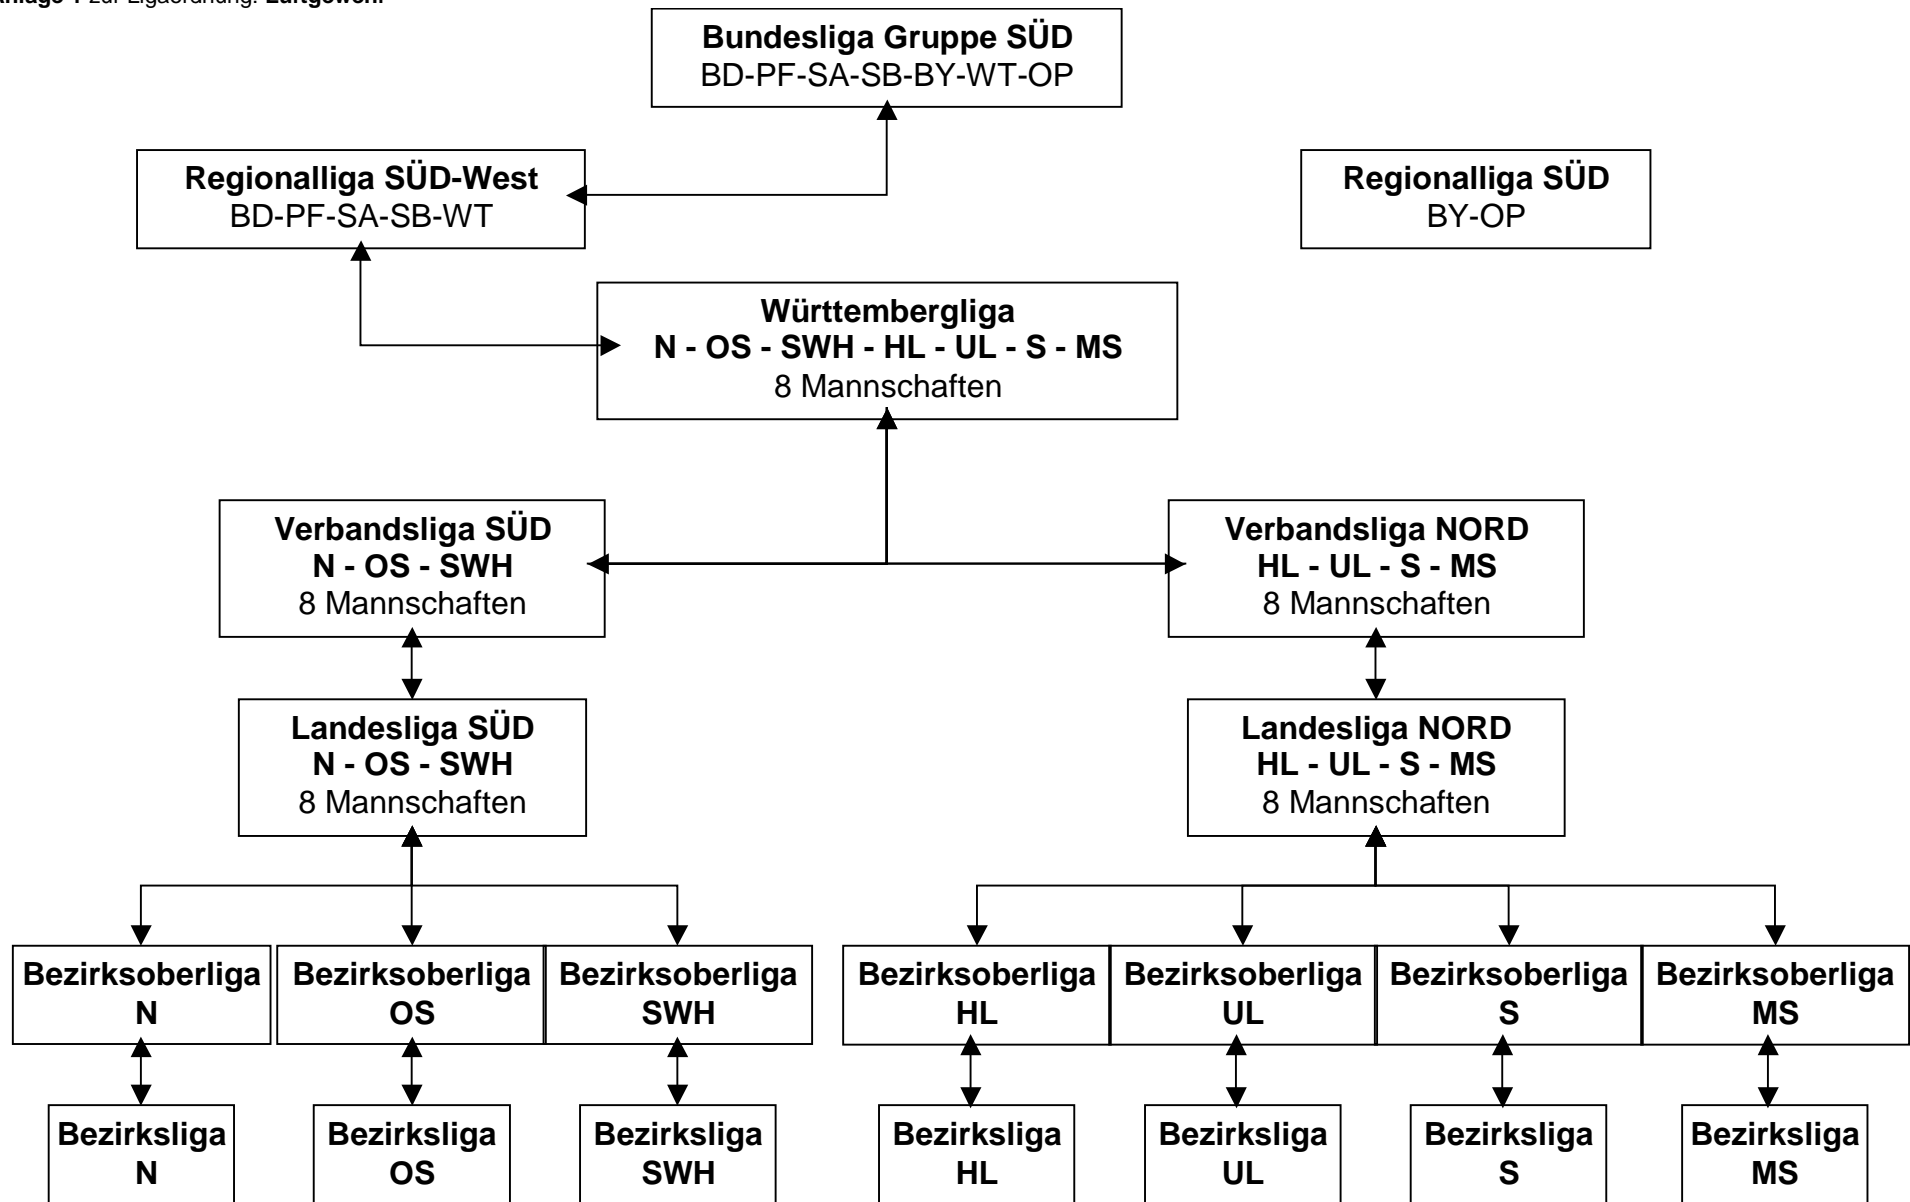 zur Ligaordnung: Luftgewehr
Bundesliga Gruppe SÜD
BD-PF-SA-SB-BY-WT-OP
Regionalliga SÜD-West
BD-PF-SA-SB-WT
Regionalliga SÜD
BY-OP
Württembergliga
N - OS - SWH - HL - UL - S - MS
8 Mannschaften
Verbandsliga SÜD
N - OS - SWH
8 Mannschaften
Verbandsliga NORD
HL - UL - S - MS
8 Mannschaften
Landesliga SÜD
N - OS - SWH
8 Mannschaften
Landesliga NORD
HL - UL - S - MS
8 Mannschaften
Bezirksoberliga
N
Bezirksoberliga
OS
Bezirksoberliga
SWH
Bezirksoberliga
HL
Bezirksoberliga
UL
Bezirksoberliga
S
Bezirksoberliga
MS
Bezirksliga
N
Bezirksliga
OS
Bezirksliga
SWH
Bezirksliga
HL
Bezirksliga
UL
Bezirksliga
S
Bezirksliga
MS